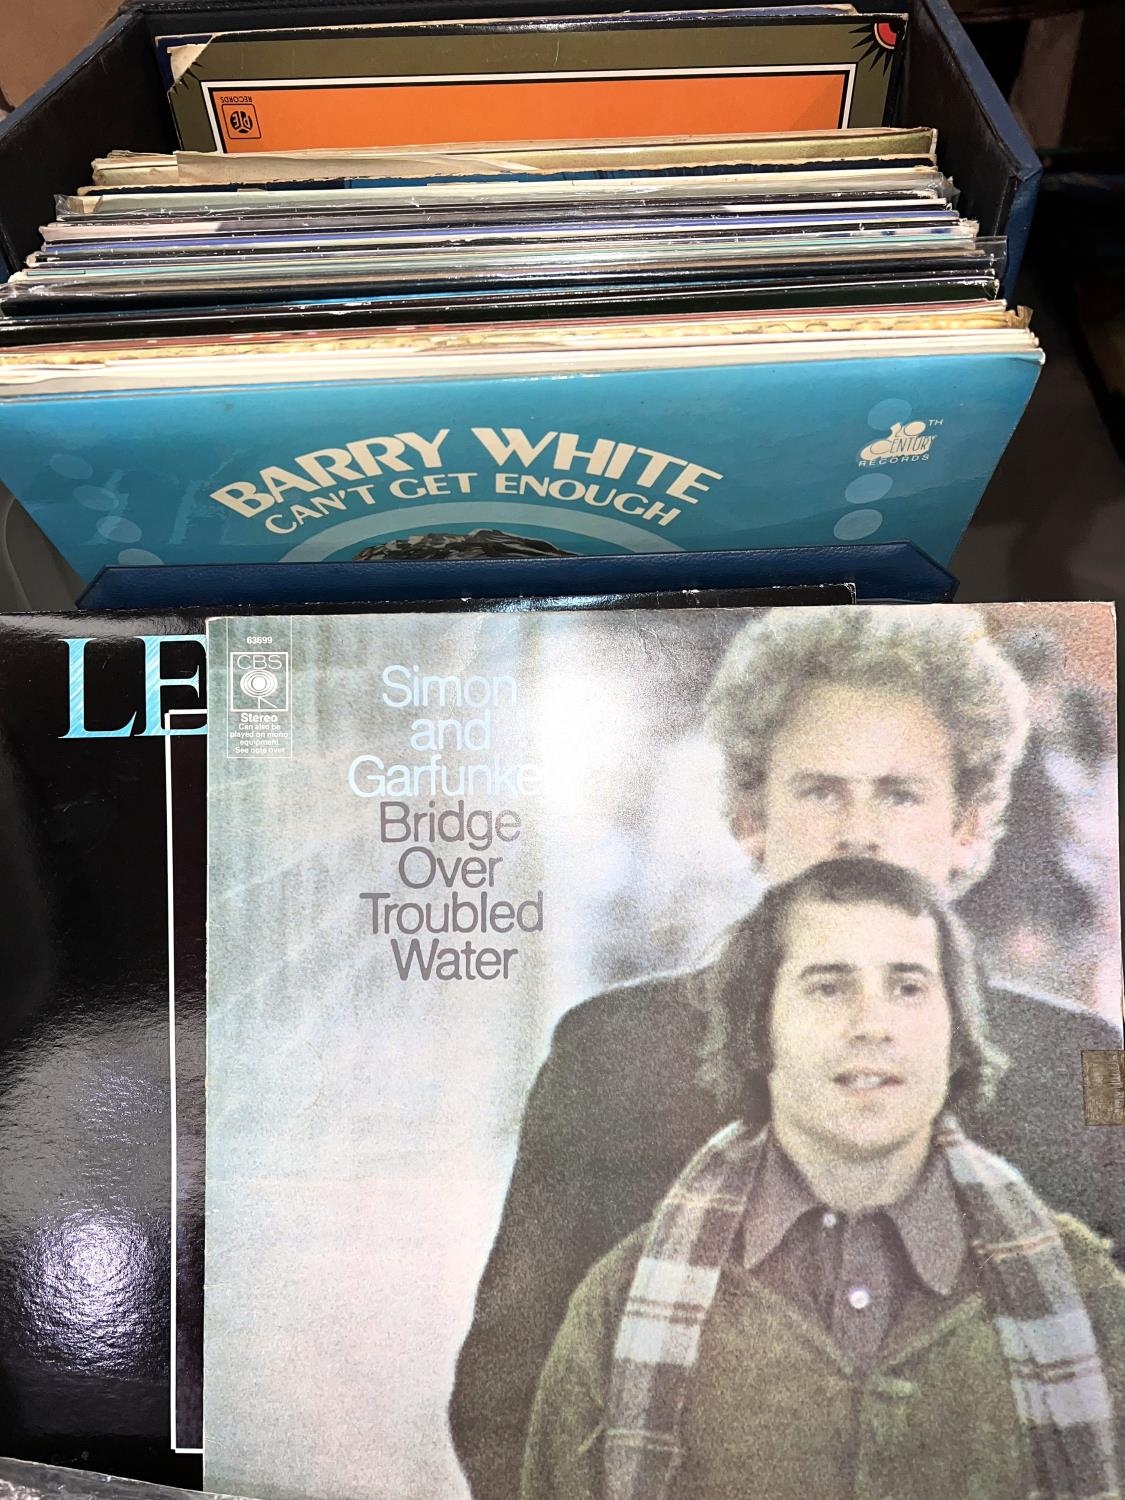 PYE
RECORDS
BARRY WHITE
CAN'T GET ENOUGH
20TH
CENTURY
RECORDS
LE
63699
CBS
Stereo
Can also be
played on mono
equipment
See note over
Simon
and
Garfunkel
Bridge
Over
Troubled
Water